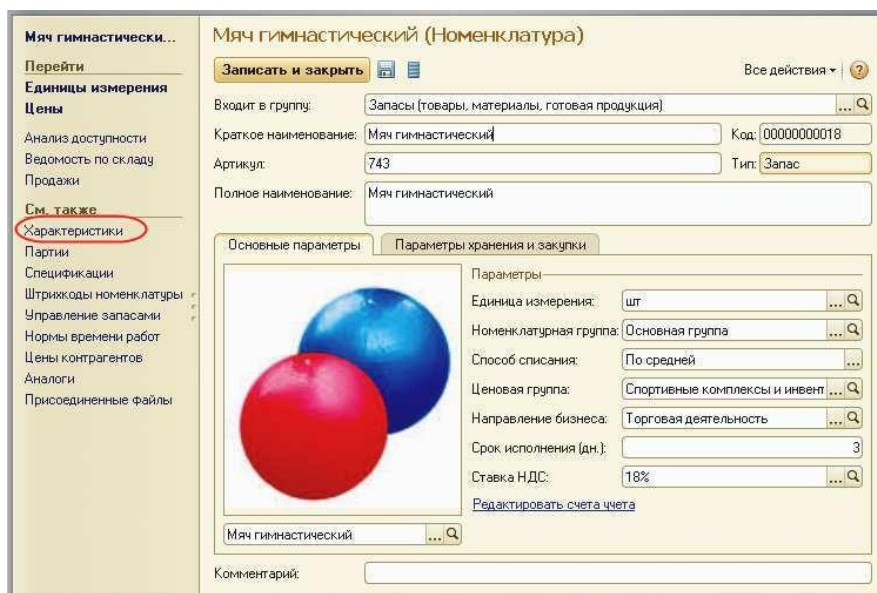 Мяч гимнастически...
Перейти
Единицы измерения
Цены
Анализ доступности
Ведомость по складу
Продажи
См. также
Характеристики
Партии
Спецификации
Штрихкоды номенклатуры
Управление запасами
Нормы времени работ
Цены контрагентов
Аналоги
Присоединенные файлы
Мяч гимнастический (Номенклатура)
Записать и закрыть Все действия ?
Входит в группу: Запасы (товары, материалы, готовая продукция) ...
Краткое наименование: Мяч гимнастический Код: 00000000018
Артикул: 743 Тип: Запас
Полное наименование: Мяч гимнастический
Основные параметры Параметры хранения и закупки
Параметры
Единица измерения: шт ...
Номенклатурная группа: Основная группа ...
Способ списания: По средней ...
Ценовая группа: Спортивные комплексы и инвент ...
Направление бизнеса: Торговая деятельность ...
Срок исполнения (дн.): 3
Ставка НДС: 18% ...
Редактировать счета учета
Мяч гимнастический ...
Комментарий: